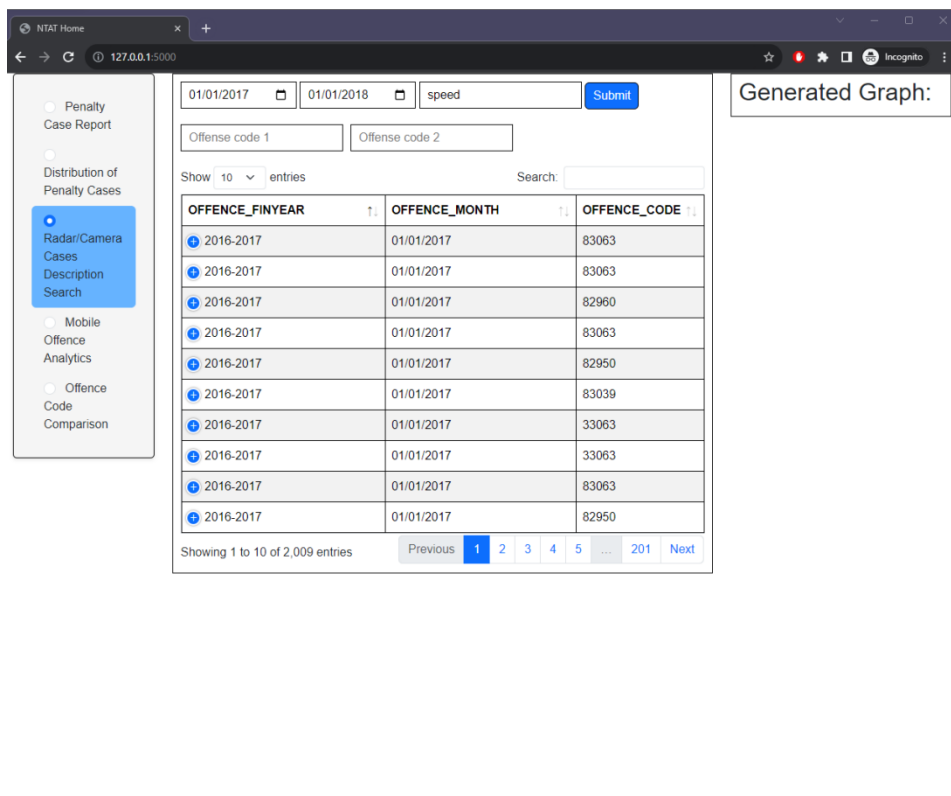 NTAT Home
127.0.0.1:5000
Incognito
Penalty
Case Report
Distribution of
Penalty Cases
Radar/Camera
Cases
Description
Search
Mobile
Offence
Analytics
Offence
Code
Comparison
01/01/2017 01/01/2018 speed Submit
Offense code 1 Offense code 2
Show 10 entries Search:
OFFENCE_FINYEAR OFFENCE_MONTH OFFENCE_CODE
2016-2017 01/01/2017 83063
2016-2017 01/01/2017 83063
2016-2017 01/01/2017 82960
2016-2017 01/01/2017 83063
2016-2017 01/01/2017 82950
2016-2017 01/01/2017 83039
2016-2017 01/01/2017 33063
2016-2017 01/01/2017 33063
2016-2017 01/01/2017 83063
2016-2017 01/01/2017 82950
Showing 1 to 10 of 2,009 entries Previous 1 2 3 4 5 ... 201 Next
Generated Graph: